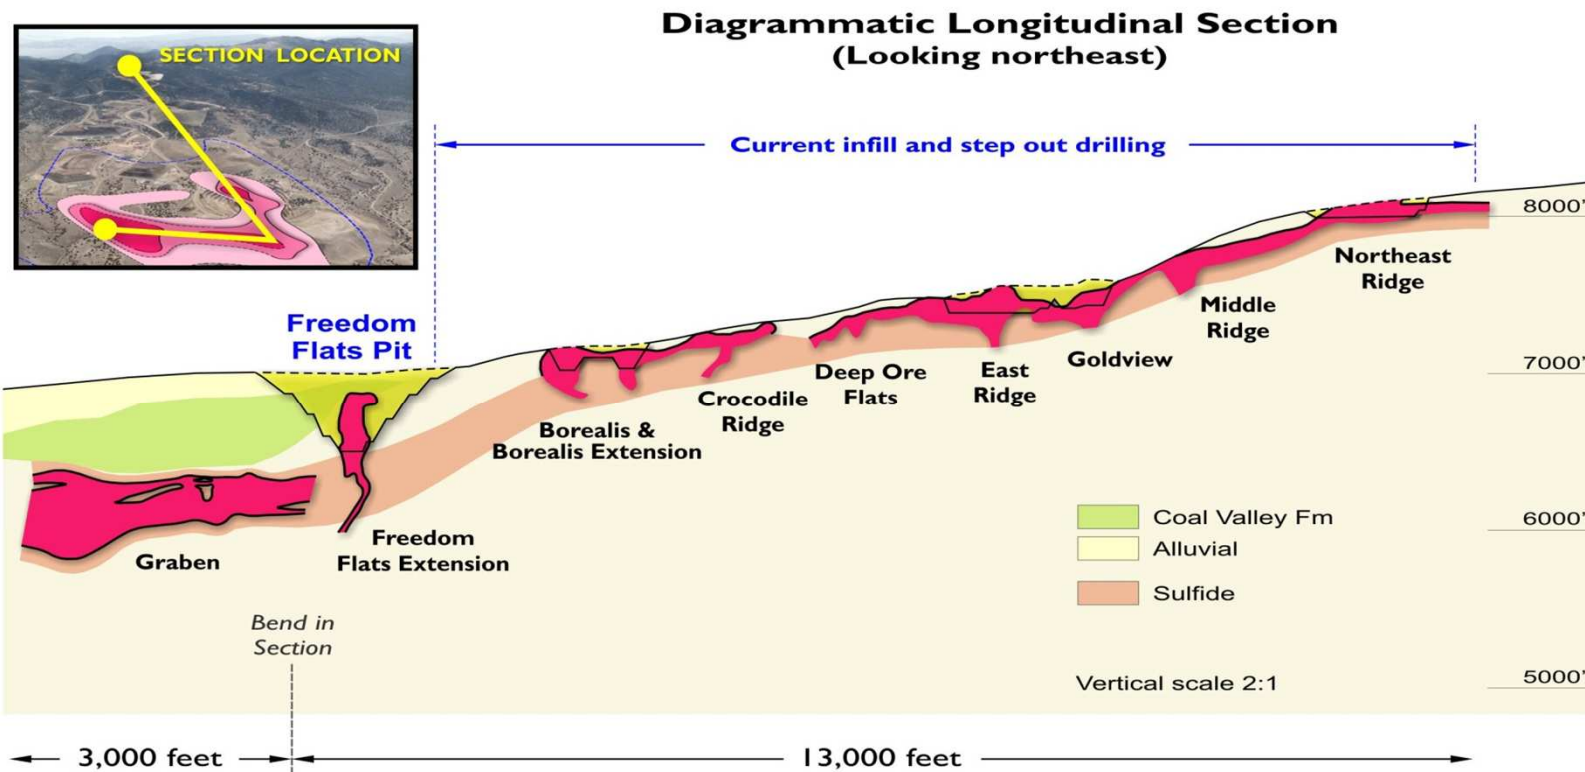 Diagrammatic Longitudinal Section
(Looking northeast)
SECTION LOCATION
Current infill and step out drilling
8000'
Northeast
Ridge
Middle
Ridge
Freedom
Flats Pit
Goldview
7000'
East
Ridge
Deep Ore
Flats
Crocodile
Ridge
Borealis &
Borealis Extension
Coal Valley Fm
6000'
Alluvial
Freedom
Flats Extension
Graben
Sulfide
Bend in
Section
Vertical scale 2:1
5000'
3,000 feet
13,000 feet